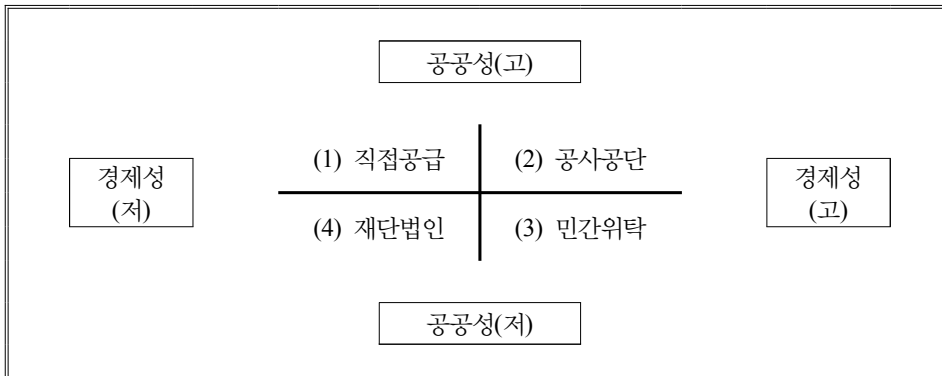 공공성(고)
(1) 직접공급
(2) 공사공단
경제성
(저)
경제성
(고)
(4) 재단법인
(3) 민간위탁
공공성(저)